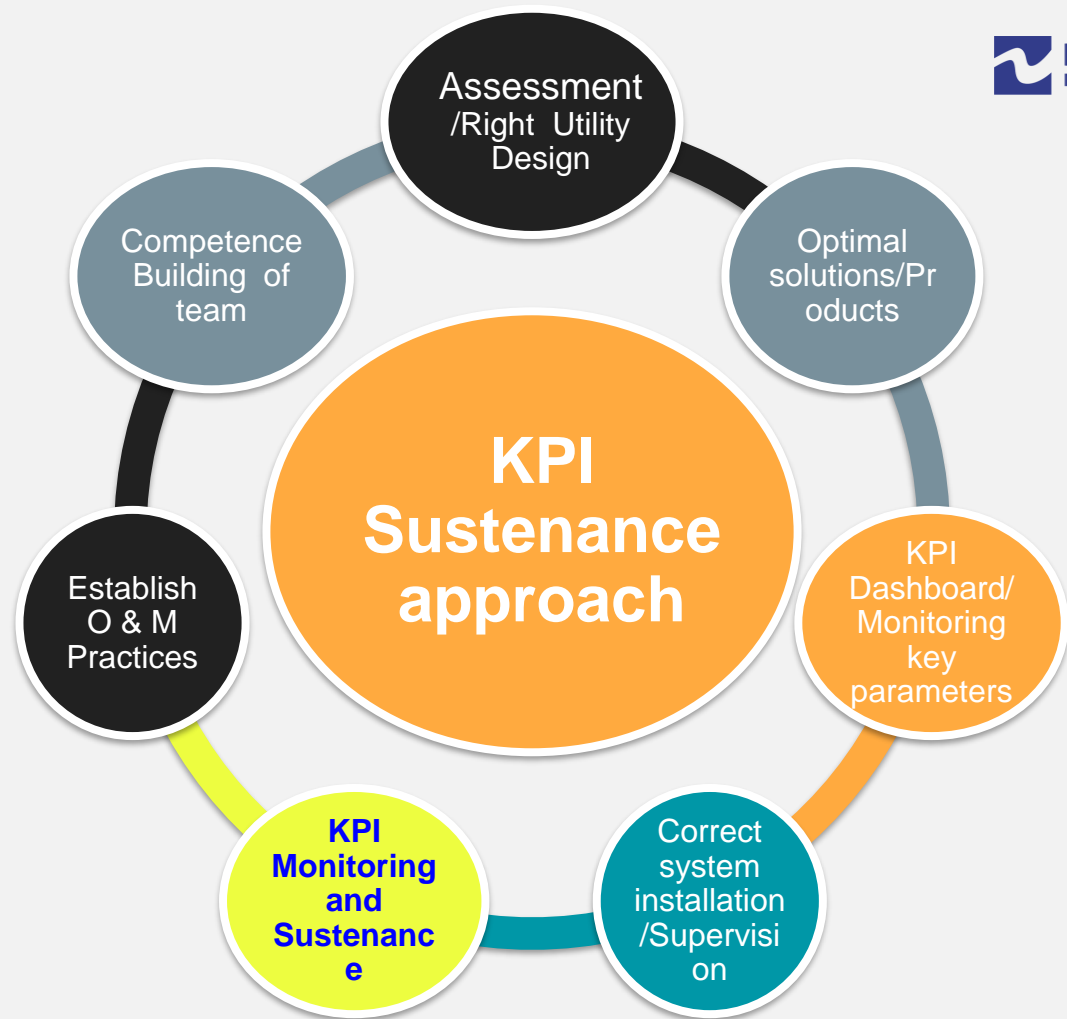 Assessment
/Right Utility
Design
Optimal
solutions/Pr
oducts
KPI
Dashboard/
Monitoring
key
parameters
Correct
system
installation
/Supervisi
on
KPI
Monitoring
and
Sustenanc
e
Establish
O & M
Practices
Competence
Building of
team
KPI
Sustenance
approach